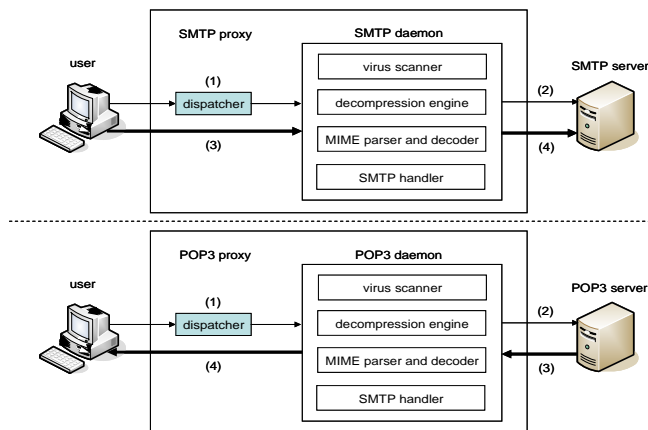 SMTP proxy
SMTP daemon
user
SMTP server
virus scanner
(1)
(2)
dispatcher
decompression engine
(3)
MIME parser and decoder
(4)
SMTP handler
POP3 proxy
POP3 daemon
user
POP3 server
virus scanner
(1)
(2)
dispatcher
decompression engine
(4)
MIME parser and decoder
(3)
SMTP handler